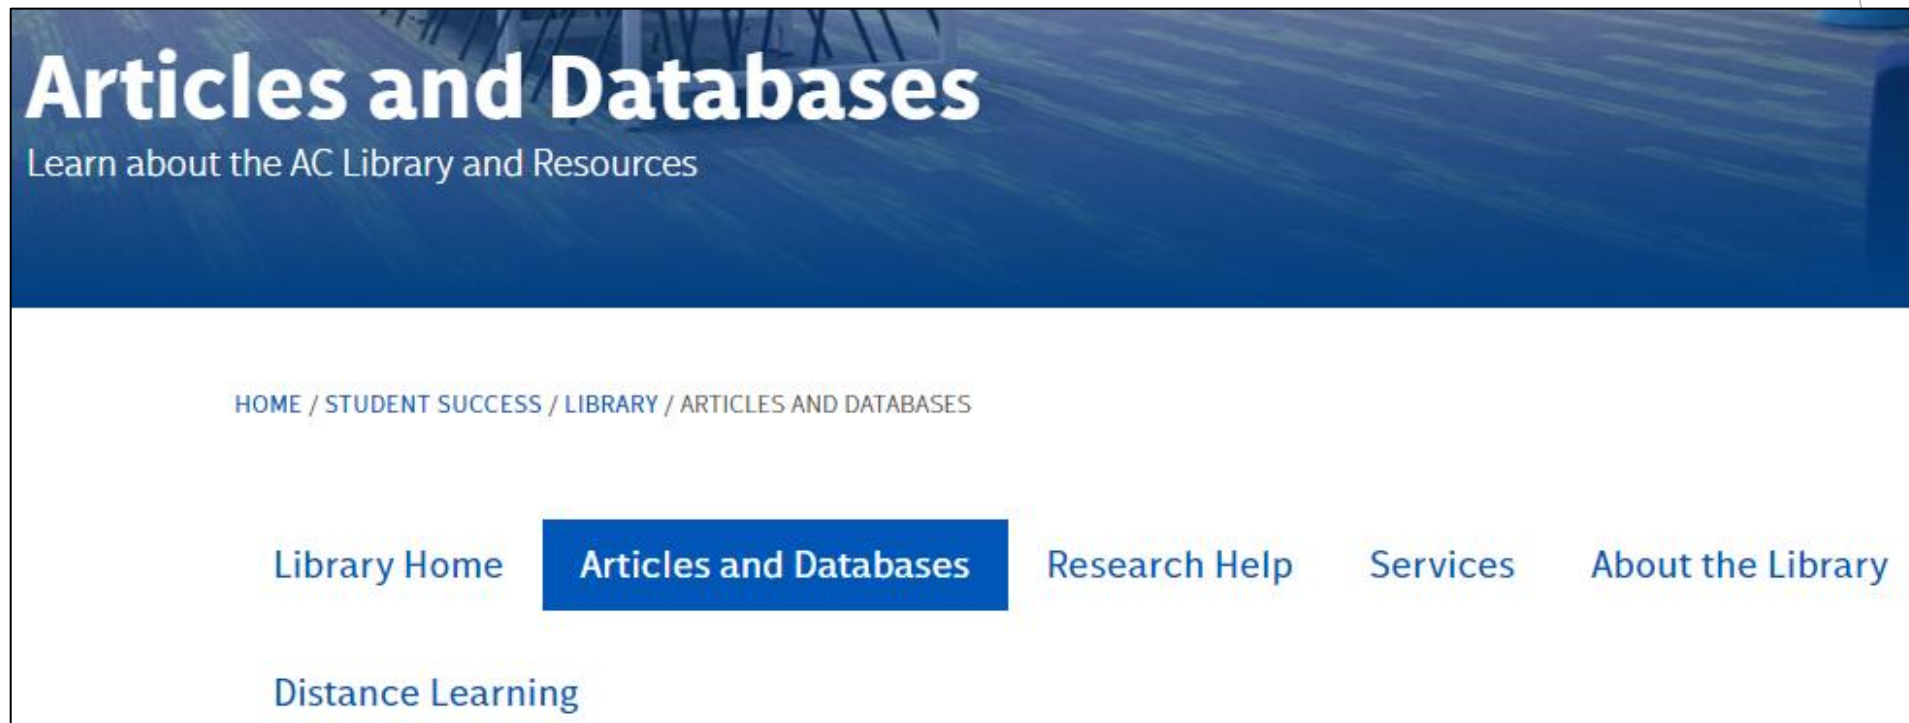 Articles and Databases
Learn about the AC Library and Resources
HOME / STUDENT SUCCESS / LIBRARY / ARTICLES AND DATABASES
Library Home Articles and Databases Research Help Services About the Library
Distance Learning